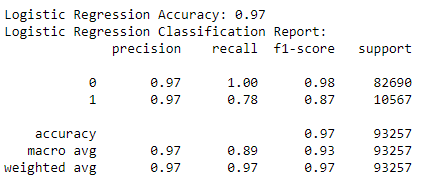 Logistic Regression Accuracy: 0.97
Logistic Regression Classification Report:
precision recall f1-score support
0 0.97 1.00 0.98 82690
1 0.97 0.78 0.87 10567
accuracy 0.97 93257
macro avg 0.97 0.89 0.93 93257
weighted avg 0.97 0.97 0.97 93257